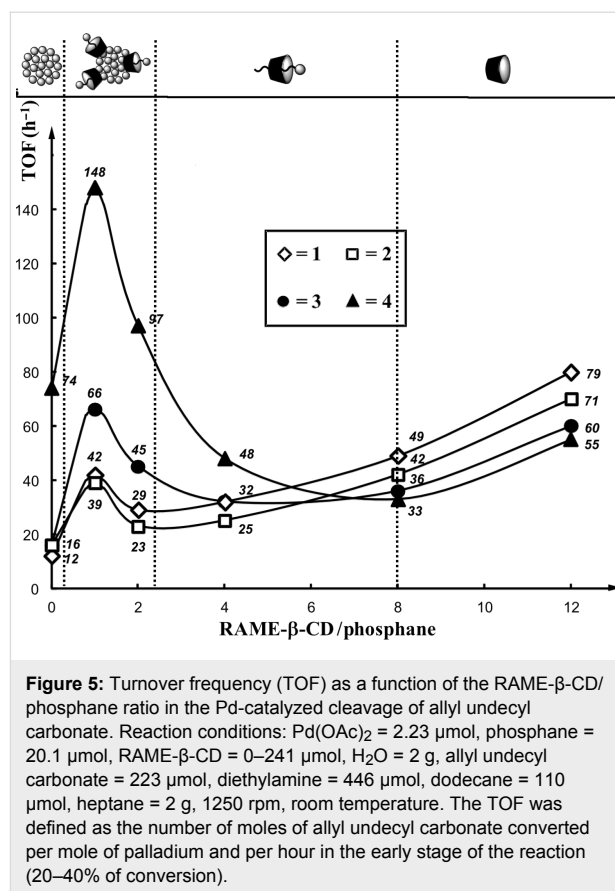 TOF (h⁻¹)
148
140
120
100
97
80
79
74
71
66
60
60
55
49
48
45
42
42
40
39
36
33
32
29
25
23
20
16
12
0
◇ = 1 □ = 2
● = 3 ▲ = 4
0 2 4 6 8 10 12
RAME-β-CD/phosphane
Figure 5: Turnover frequency (TOF) as a function of the RAME-β-CD/
phosphane ratio in the Pd-catalyzed cleavage of allyl undecyl
carbonate. Reaction conditions: Pd(OAc)₂ = 2.23 μmol, phosphane =
20.1 μmol, RAME-β-CD = 0–241 μmol, H₂O = 2 g, allyl undecyl
carbonate = 223 μmol, diethylamine = 446 μmol, dodecane = 110
μmol, heptane = 2 g, 1250 rpm, room temperature. The TOF was
defined as the number of moles of allyl undecyl carbonate converted
per mole of palladium and per hour in the early stage of the reaction
(20–40% of conversion).